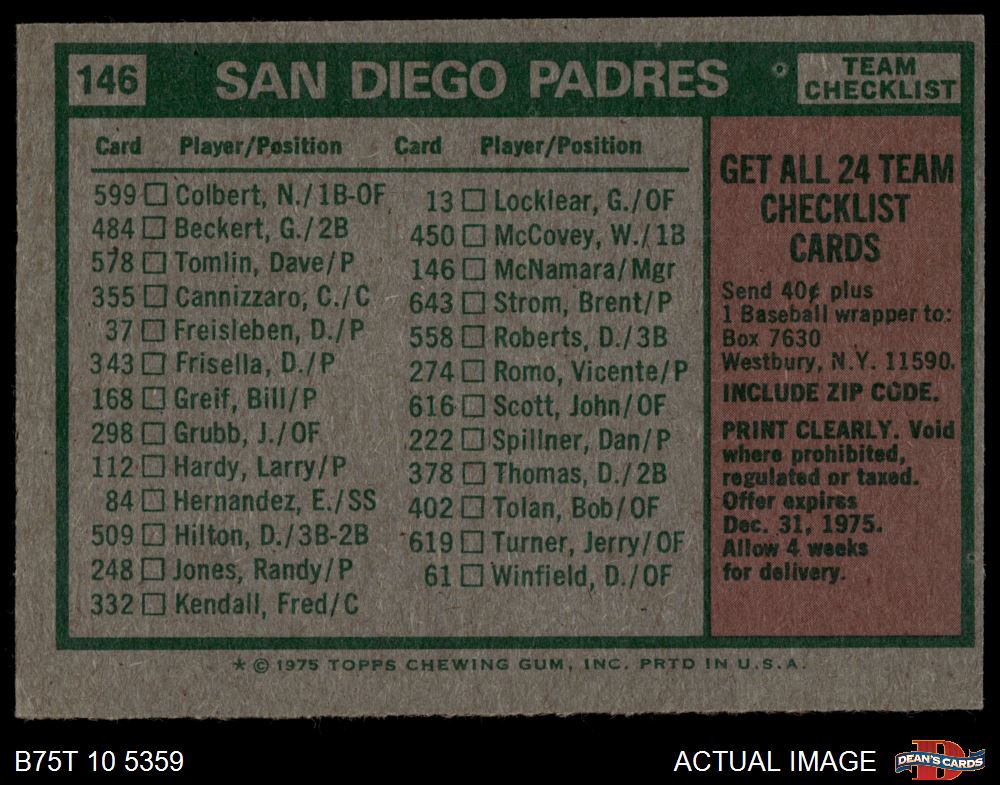 146 SAN DIEGO PADRES TEAM CHECKLIST
Card Player/Position Card Player/Position
599 Colbert, N./1B-OF
484 Beckert, G./2B
578 Tomlin, Dave/P
355 Cannizzaro, C./C
37 Freisleben, D./P
343 Frisella, D./P
168 Greif, Bill/P
298 Grubb, J./OF
112 Hardy, Larry/P
84 Hernandez, E./SS
509 Hilton, D./3B-2B
248 Jones, Randy/P
332 Kendall, Fred/C
13 Locklear, G./OF
450 McCovey, W./1B
146 McNamara/Mgr
643 Strom, Brent/P
558 Roberts, D./3B
274 Romo, Vicente/P
616 Scott, John/OF
222 Spillner, Dan/P
378 Thomas, D./2B
402 Tolan, Bob/OF
619 Turner, Jerry/OF
61 Winfield, D./OF
GET ALL 24 TEAM
CHECKLIST
CARDS
Send 40¢ plus
1 Baseball wrapper to:
Box 7630
Westbury, N.Y. 11590.
INCLUDE ZIP CODE.
PRINT CLEARLY. Void
where prohibited,
regulated or taxed.
Offer expires
Dec. 31, 1975.
Allow 4 weeks
for delivery.
* © 1975 TOPPS CHEWING GUM, INC. PRTD IN U.S.A.
B75T 10 5359
ACTUAL IMAGE
D
DEAN'S CARDS